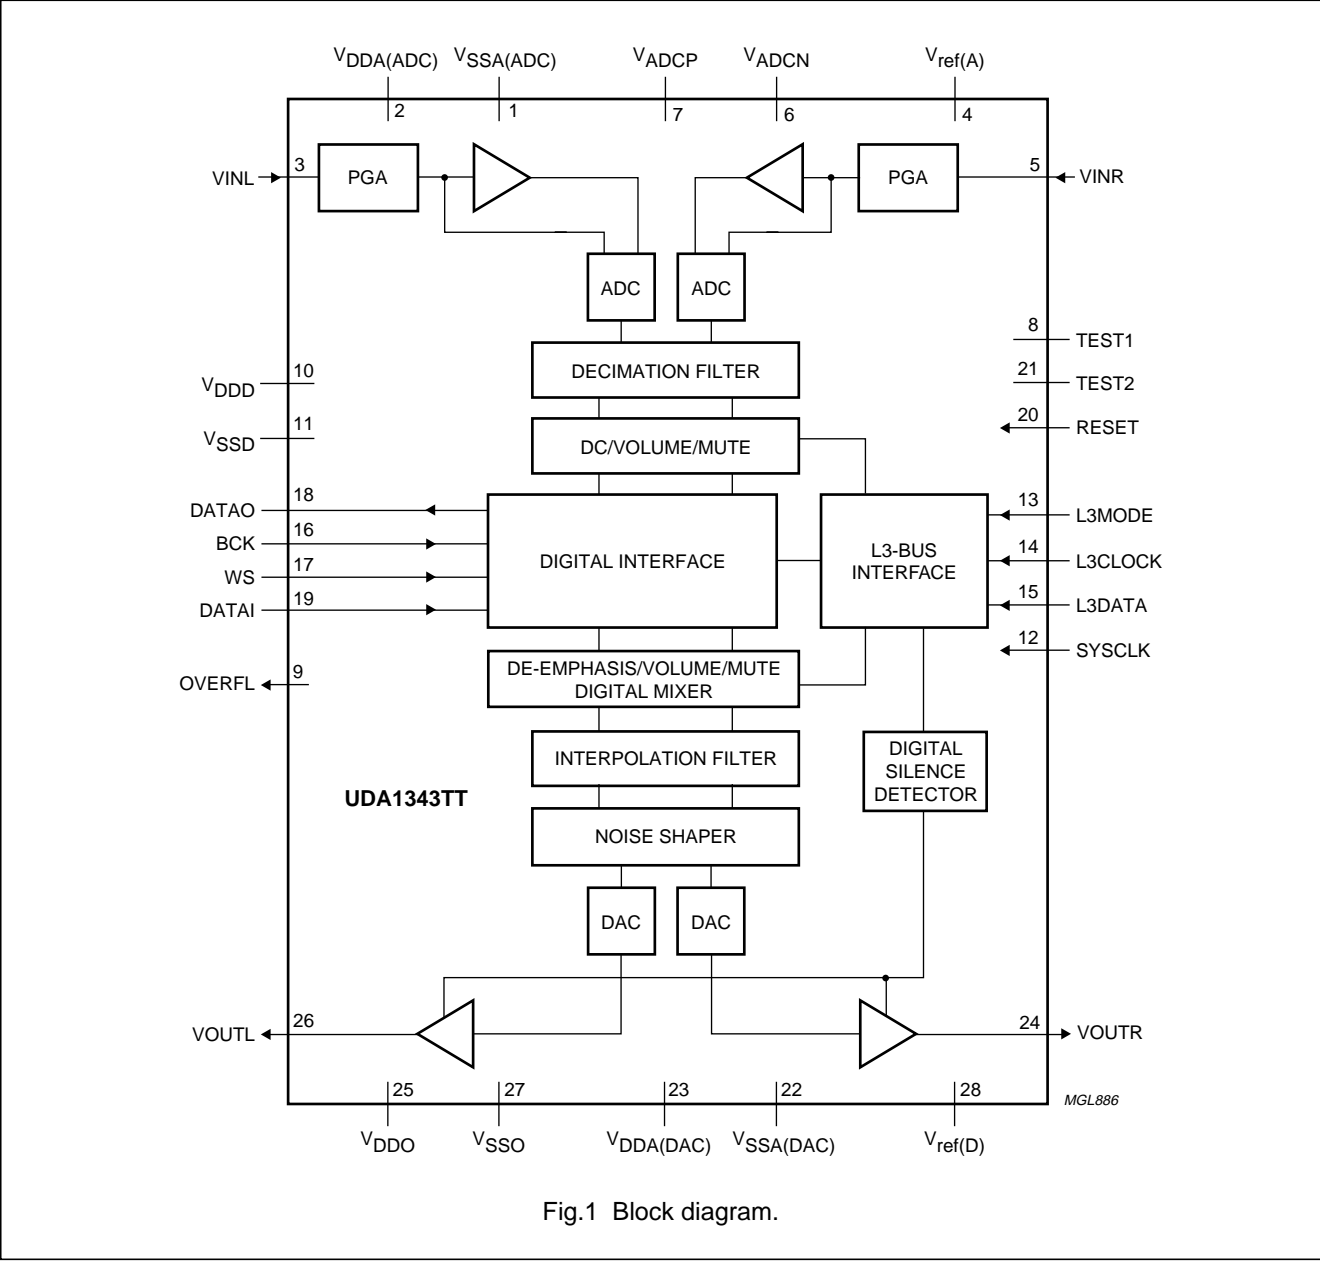 VDDA(ADC) VSSA(ADC) VADCP VADCN Vref(A)
2 1 7 6 4
VINL 3 PGA PGA 5 VINR
ADC ADC
8 TEST1
DECIMATION FILTER
10 VDDD
21 TEST2
20 RESET
11 VSSD
DC/VOLUME/MUTE
18 DATAO
13 L3MODE
16 BCK
DIGITAL INTERFACE
L3-BUS
INTERFACE
14 L3CLOCK
17 WS
19 DATAI
15 L3DATA
12 SYSCLK
DE-EMPHASIS/VOLUME/MUTE
DIGITAL MIXER
OVERFL 9
INTERPOLATION FILTER
DIGITAL
SILENCE
DETECTOR
UDA1343TT
NOISE SHAPER
DAC DAC
VOUTL 26 24 VOUTR
25 27 23 22 28
MGL886
VDDO VSSO VDDA(DAC) VSSA(DAC) Vref(D)
Fig.1 Block diagram.